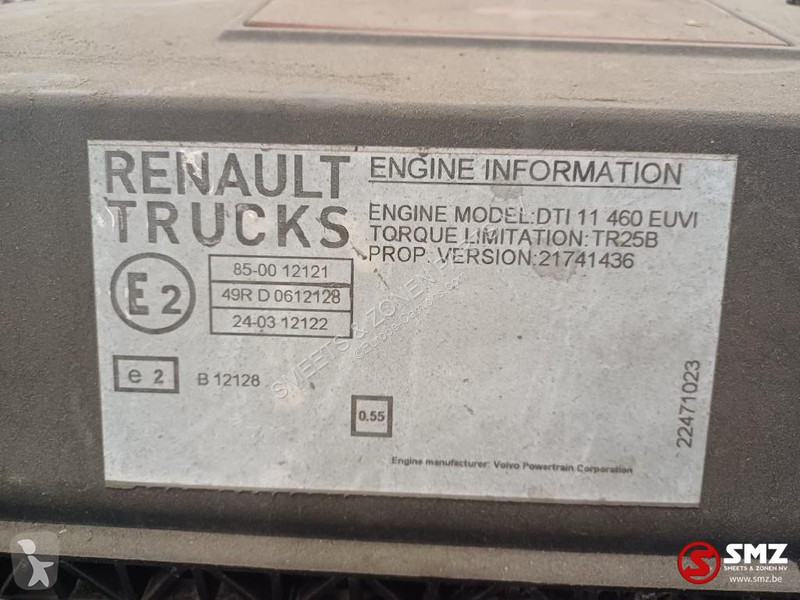 RENAULT
TRUCKS
ENGINE INFORMATION
ENGINE MODEL:DTI 11 460 EUVI
TORQUE LIMITATION:TR25B
PROP. VERSION:21741436
E2
85-00 12121
49R D 0612128
24-03 12122
e 2
B 12128
0.55
22471023
Engine manufacturer: Volvo Powertrain Corporation
SMEETS & ZONEN
SMZ
SMEETS & ZONEN NV
www.smz.be